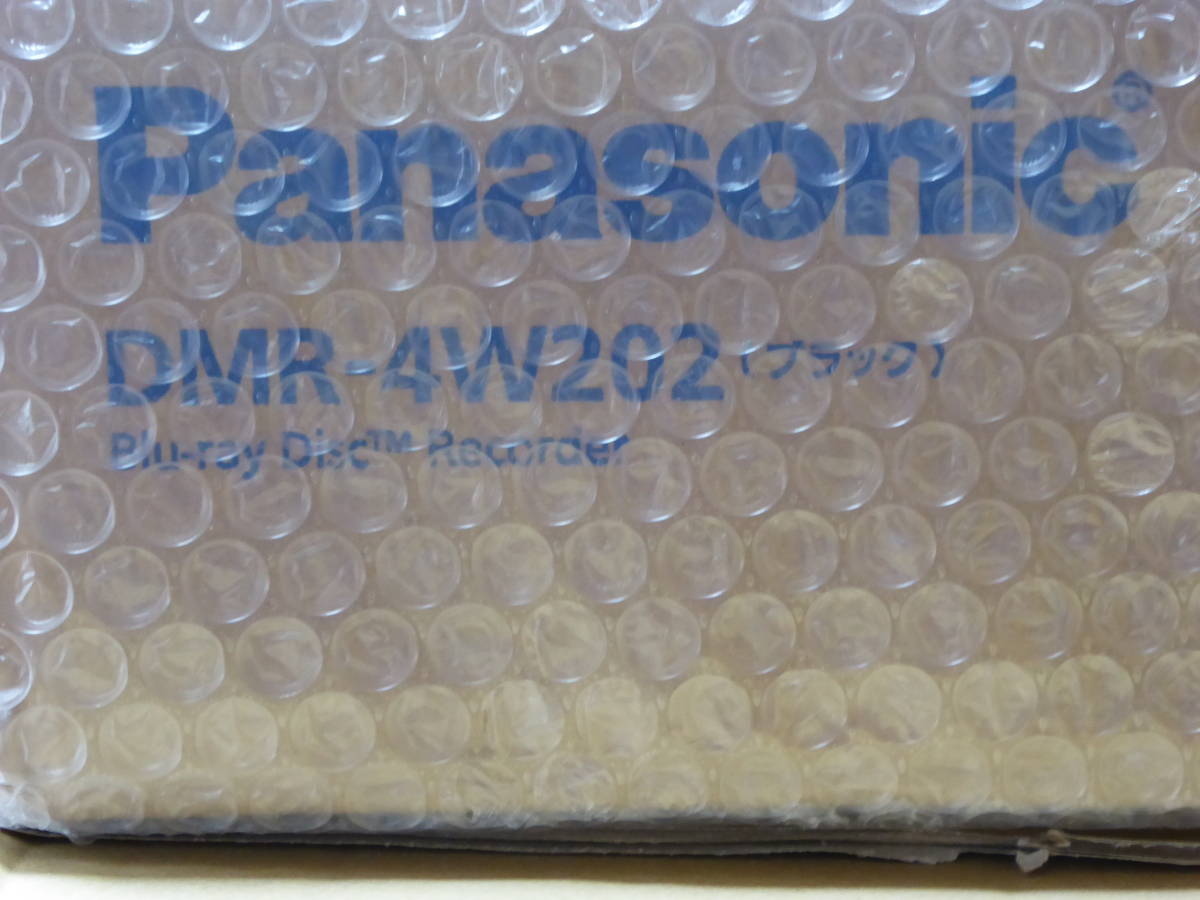 Panasonic®
DMR-4W202 (ブラック)
Blu-ray Disc™ Recorder